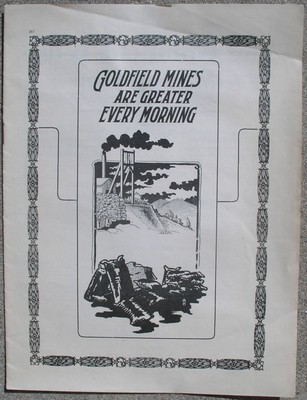 GOLDFIELD MINES
ARE GREATER
EVERY MORNING